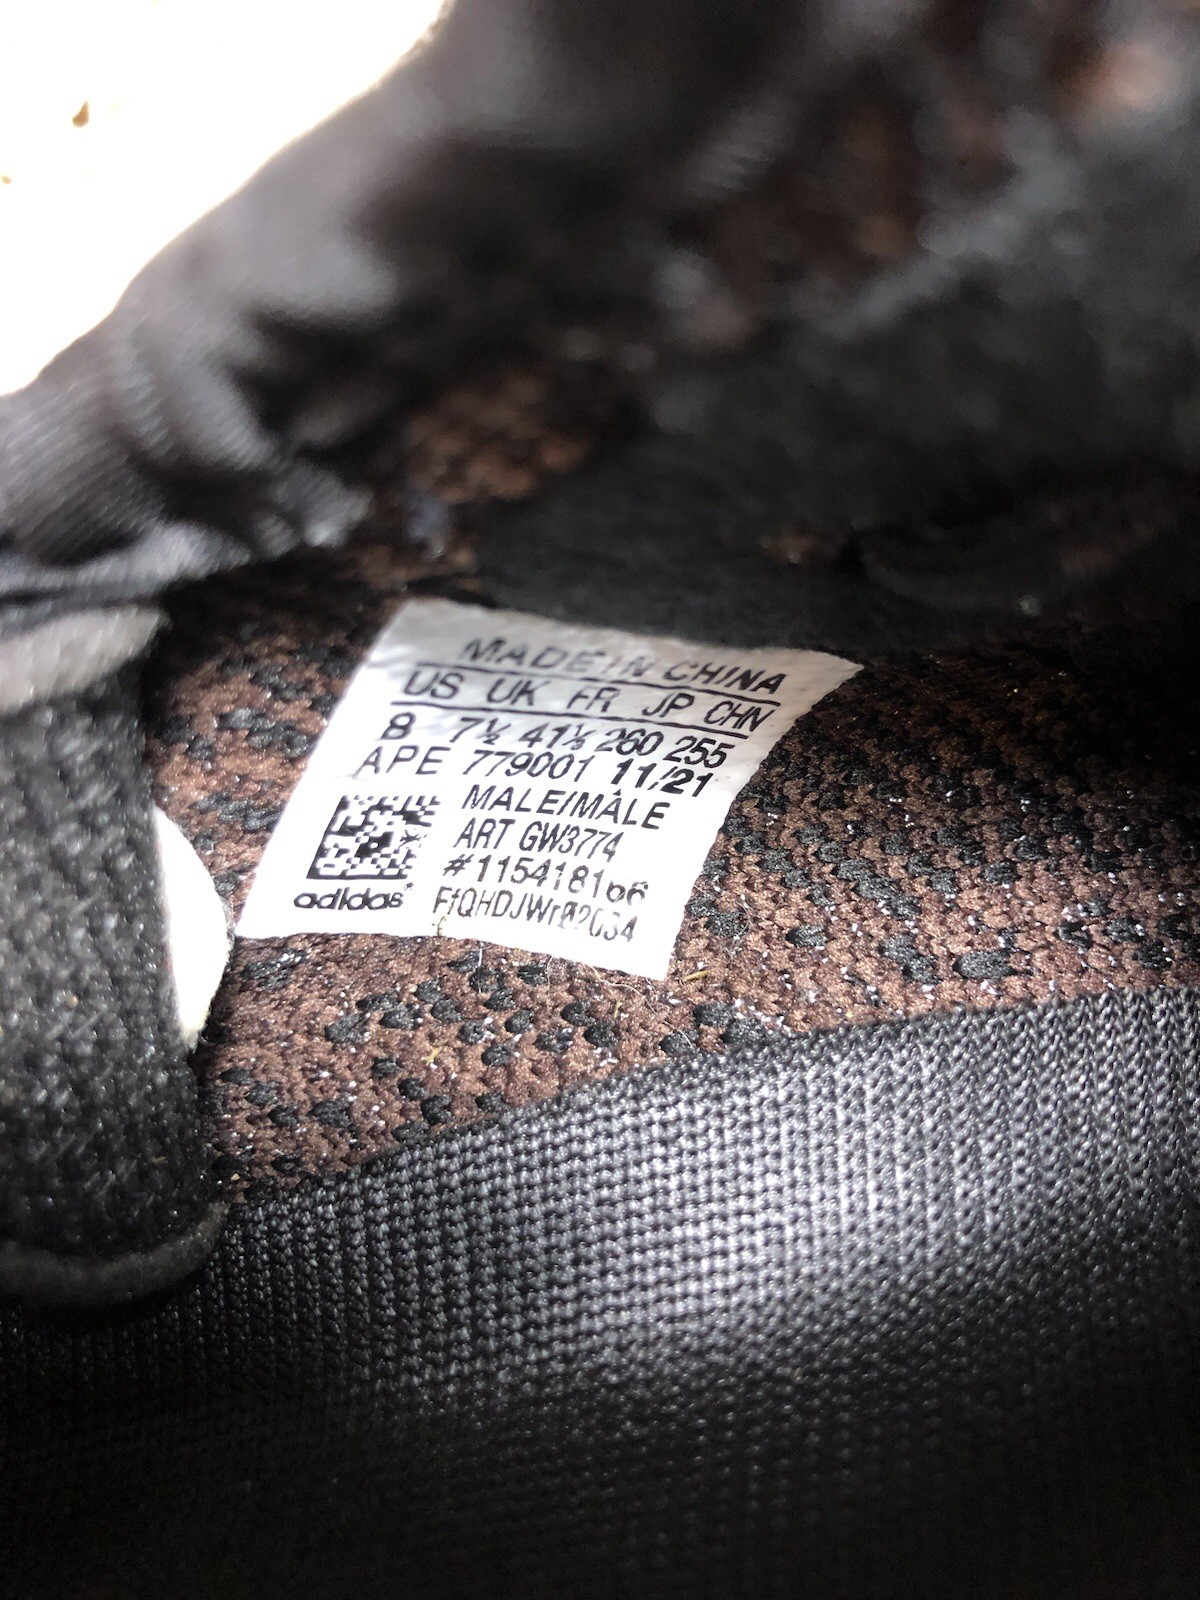 MADE IN CHINA
US UK FR JP CHN
8 7½ 41⅓ 260 255
APE 779001 11/21
MALE/MÂLE
ART GW3774
#115418166
adidas